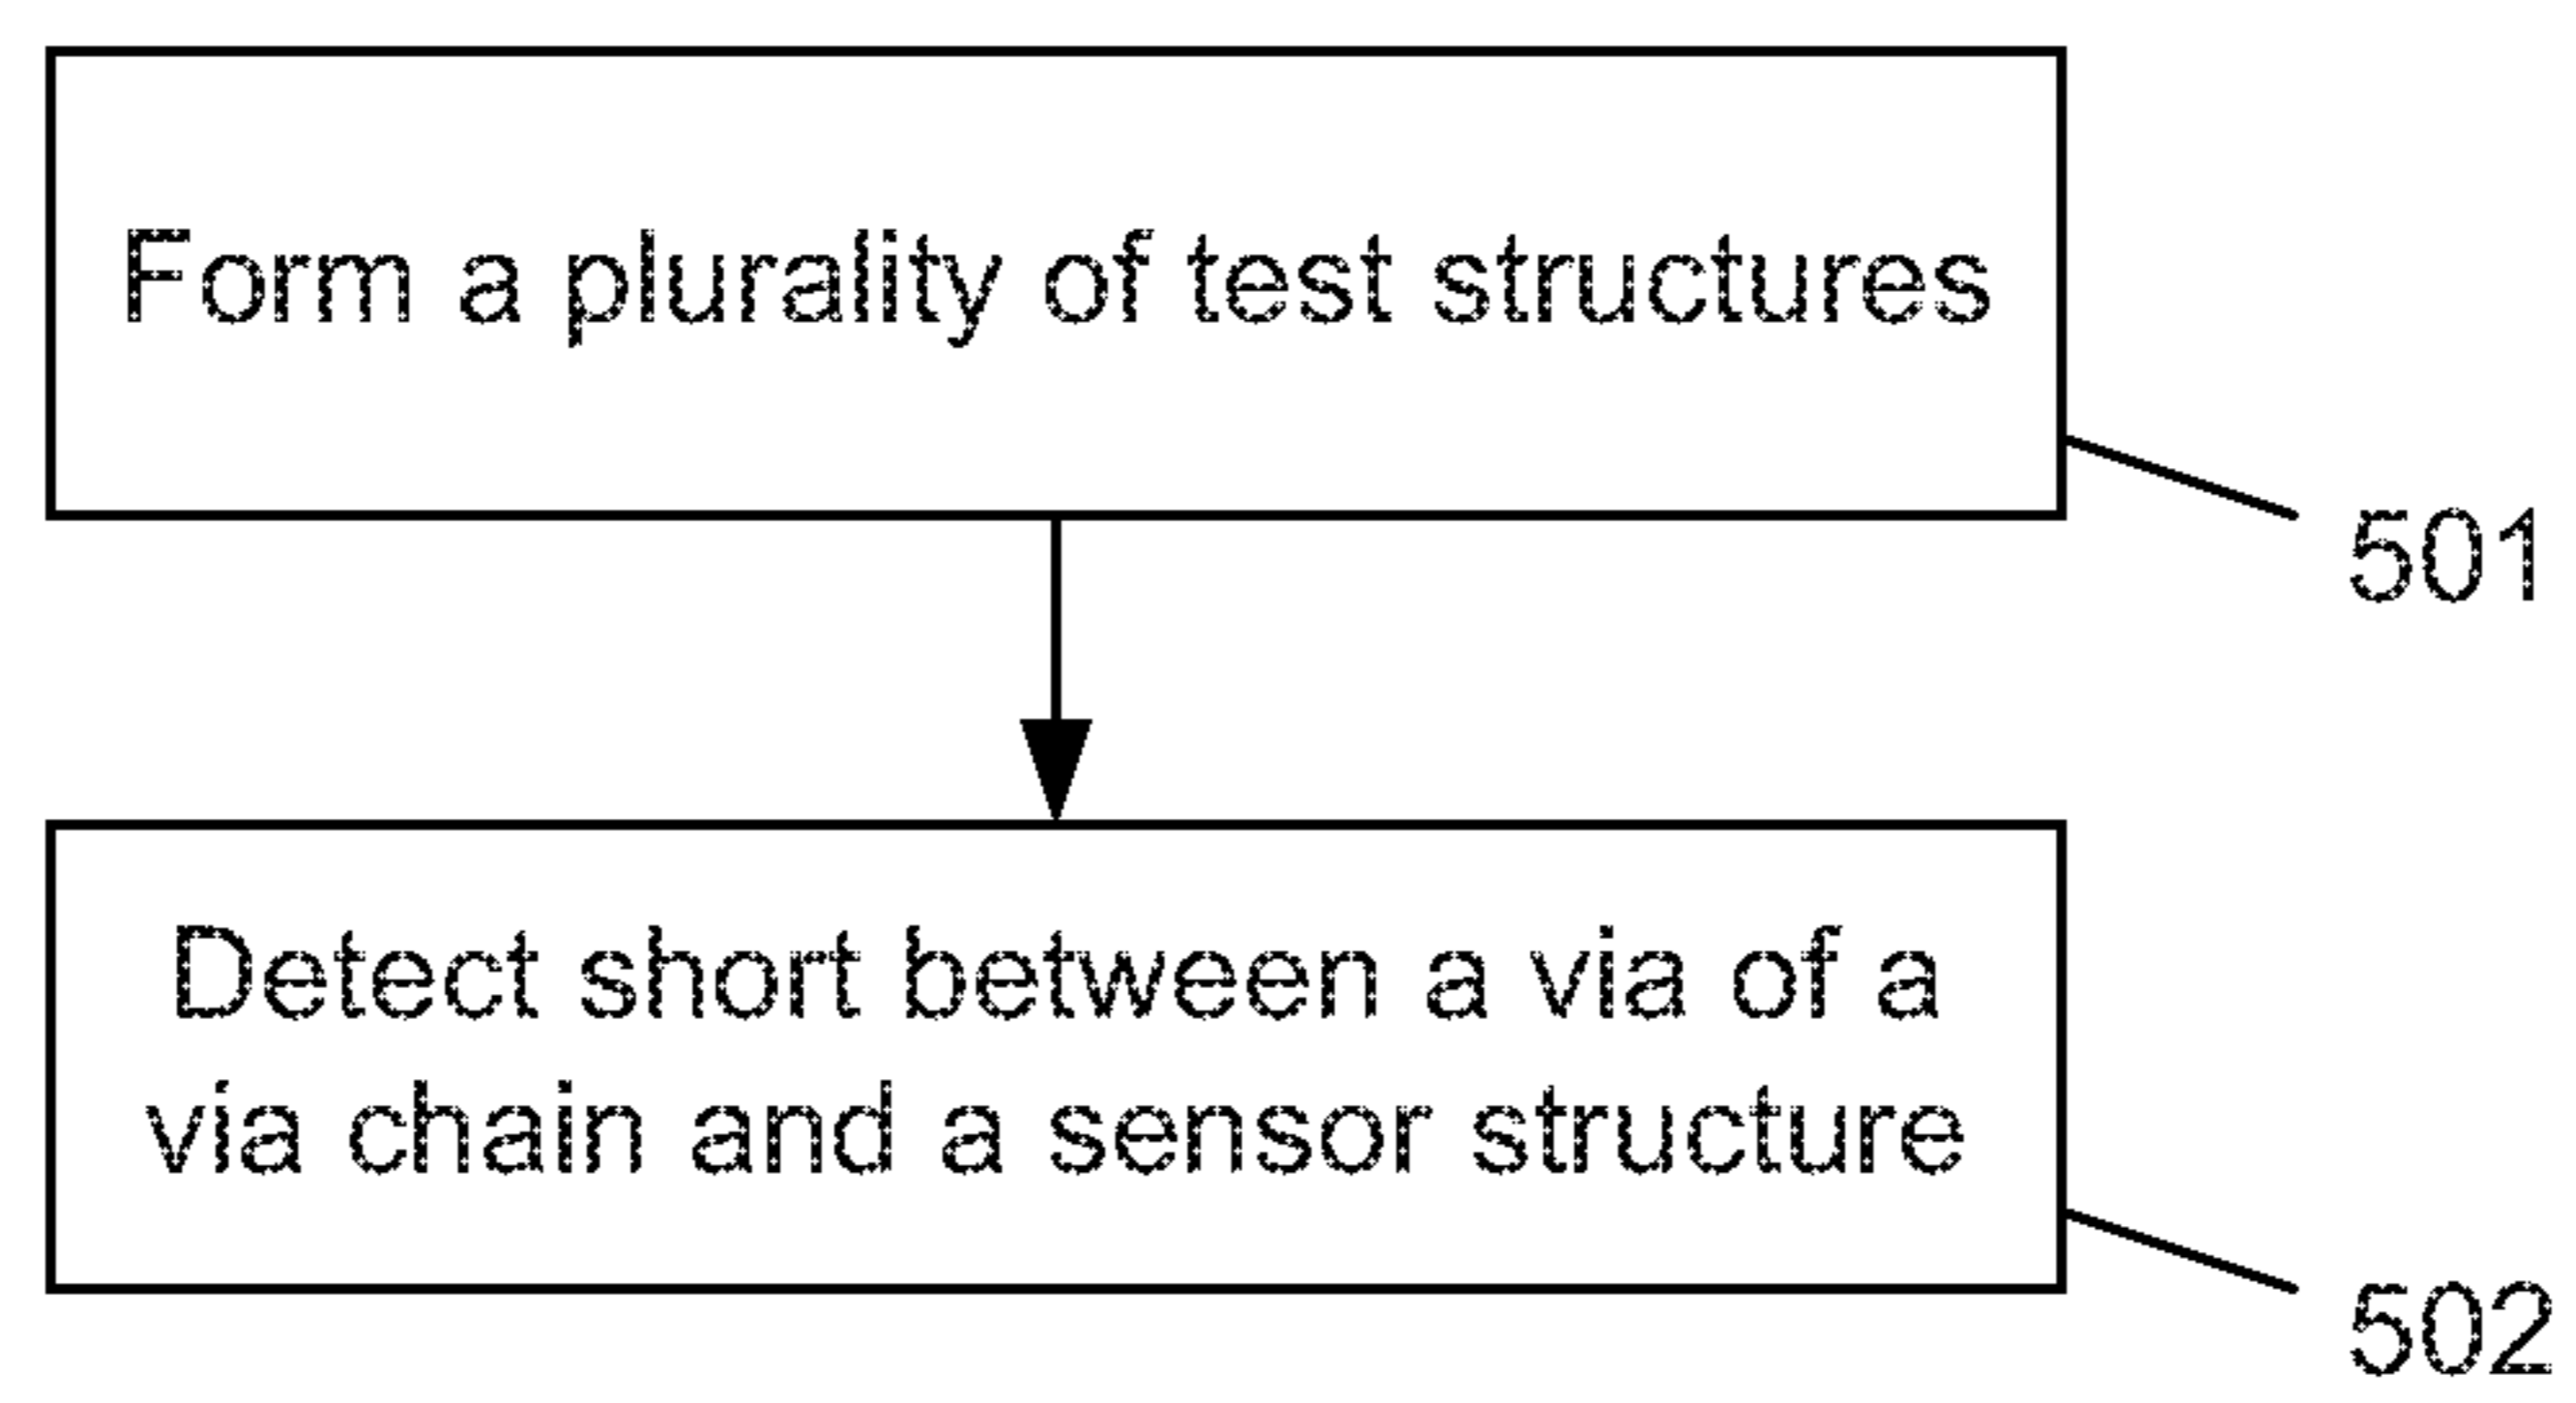 Form a plurality of test structures
501
Detect short between a via of a
via chain and a sensor structure
502